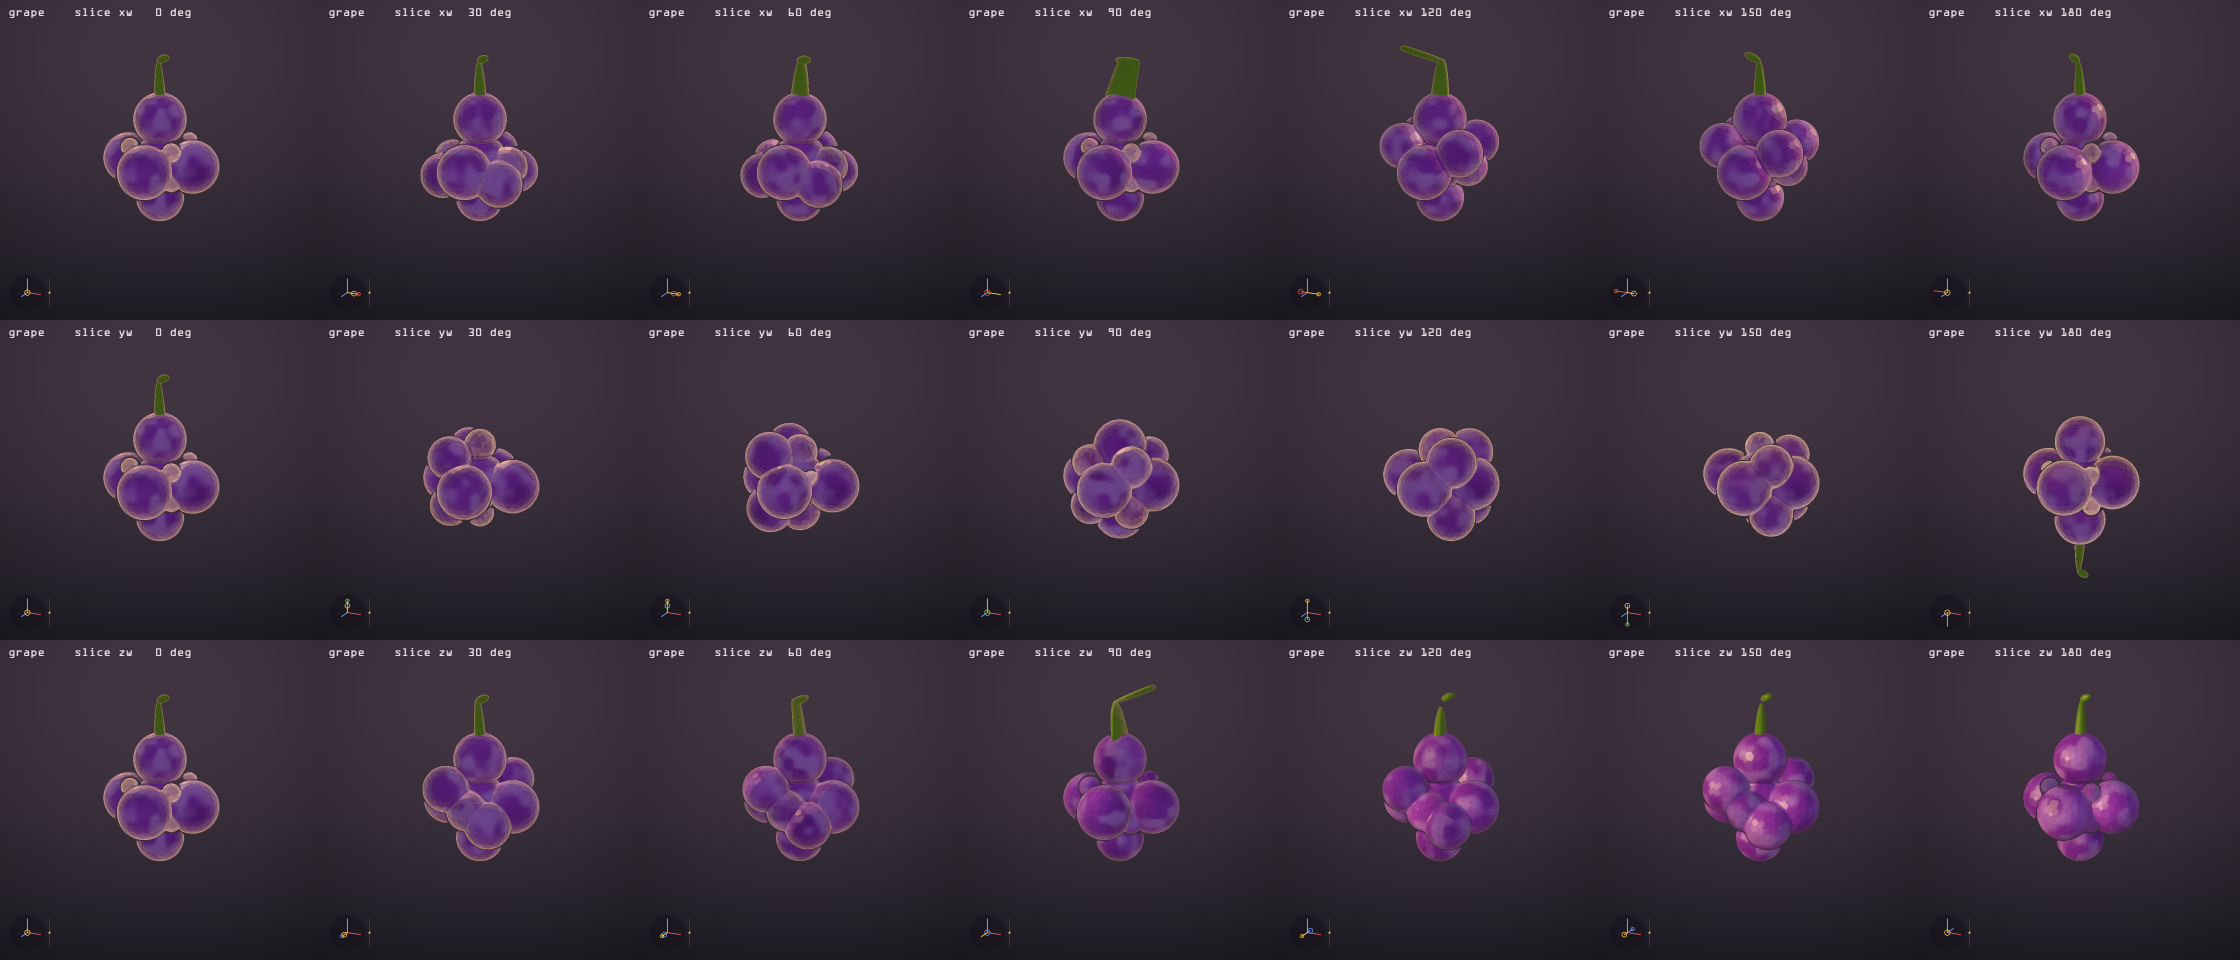 grape slice xw 0 deg
grape slice xw 30 deg
grape slice xw 60 deg
grape slice xw 90 deg
grape slice xw 120 deg
grape slice xw 150 deg
grape slice xw 180 deg
grape slice yw 0 deg
grape slice yw 30 deg
grape slice yw 60 deg
grape slice yw 90 deg
grape slice yw 120 deg
grape slice yw 150 deg
grape slice yw 180 deg
grape slice zw 0 deg
grape slice zw 30 deg
grape slice zw 60 deg
grape slice zw 90 deg
grape slice zw 120 deg
grape slice zw 150 deg
grape slice zw 180 deg